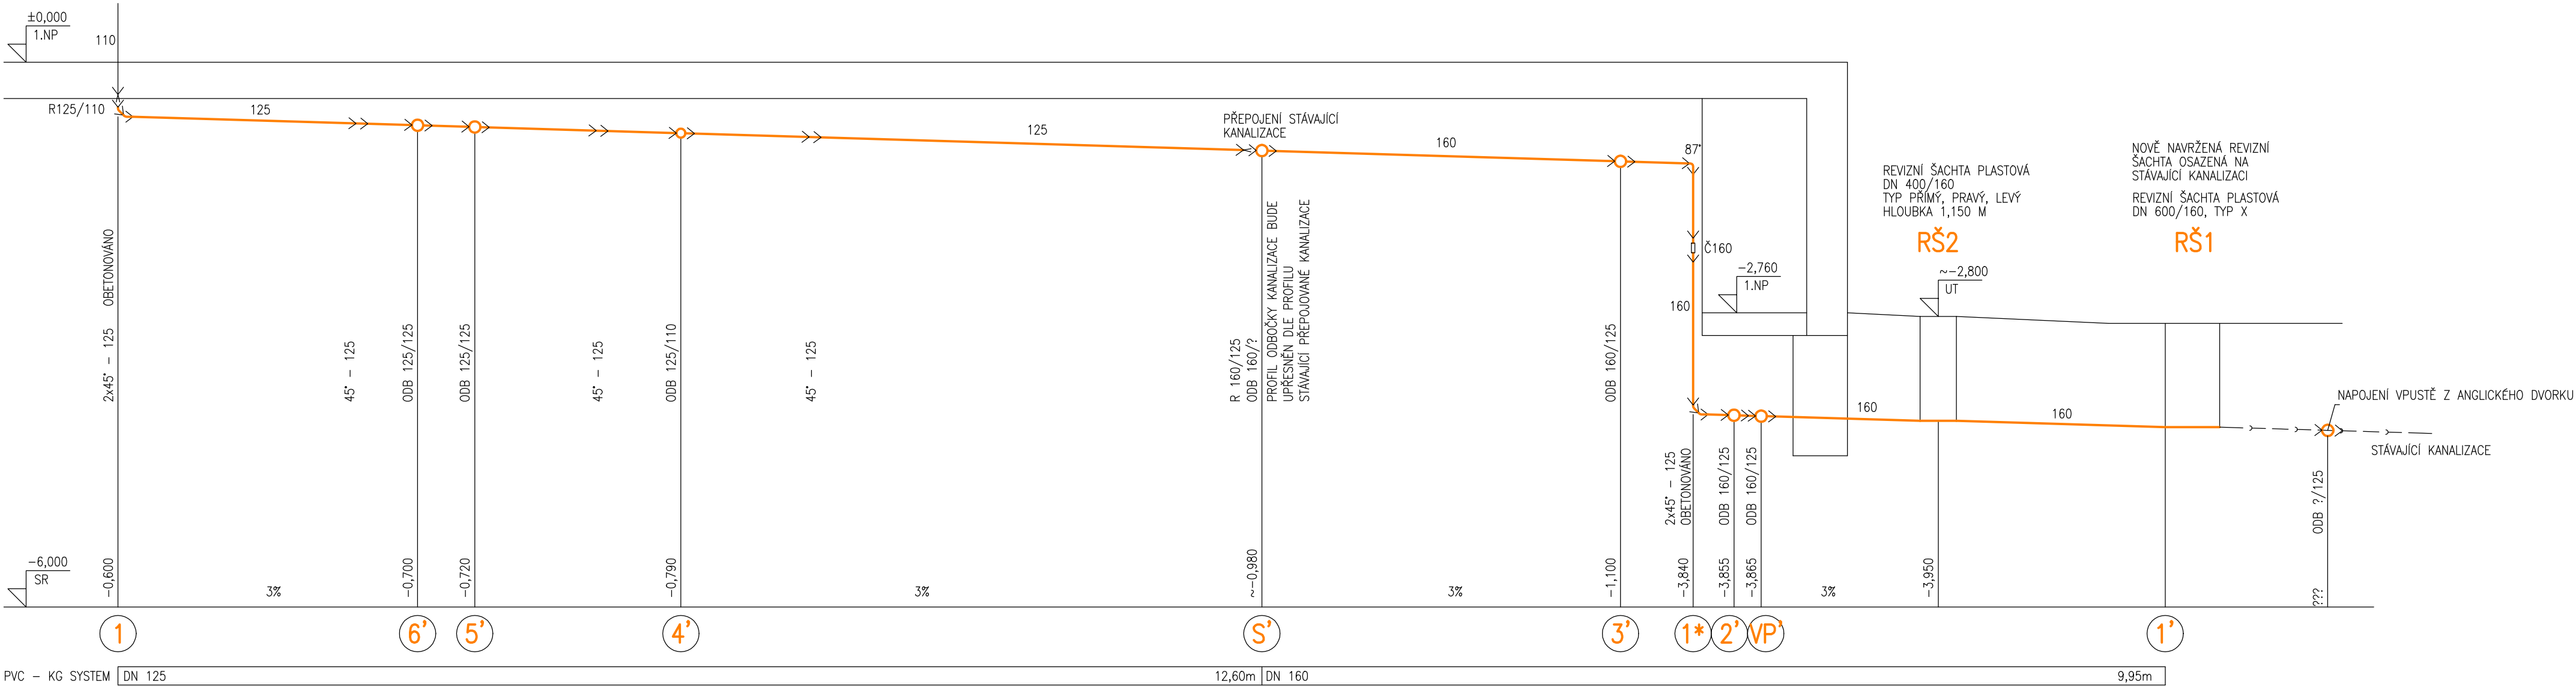 ±0,000
1.NP
110
R125/110
125
125
PŘEPOJENÍ STÁVAJÍCÍ
KANALIZACE
160
87°
Č160
160
-2,760
1.NP
REVIZNÍ ŠACHTA PLASTOVÁ
DN 400/160
TYP PŘÍMÝ, PRAVÝ, LEVÝ
HLOUBKA 1,150 M
RŠ2
~-2,800
UT
NOVĚ NAVRŽENÁ REVIZNÍ
ŠACHTA OSAZENÁ NA
STÁVAJÍCÍ KANALIZACI
REVIZNÍ ŠACHTA PLASTOVÁ
DN 600/160, TYP X
RŠ1
160
160
NAPOJENÍ VPUSTĚ Z ANGLICKÉHO DVORKU
STÁVAJÍCÍ KANALIZACE
2x45° - 125 OBETONOVÁNO
45° - 125
ODB 125/125
ODB 125/125
45° - 125
ODB 125/110
45° - 125
R 160/125
ODB 160/?
PROFIL ODBOČKY KANALIZACE BUDE
UPŘESNĚN DLE PROFILU
STÁVAJÍCÍ PŘEPOJOVANÉ KANALIZACE
ODB 160/125
2x45° - 125
OBETONOVÁNO
ODB 160/125
ODB 160/125
ODB ?/125
-6,000
SR
-0,600
3%
-0,700
-0,720
-0,790
3%
~-0,980
3%
-1,100
-3,840
-3,855
-3,865
3%
-3,950
???
1
6'
5'
4'
S'
3'
1*
2'
VP'
1'
PVC - KG SYSTEM
DN 125
12,60m
DN 160
9,95m